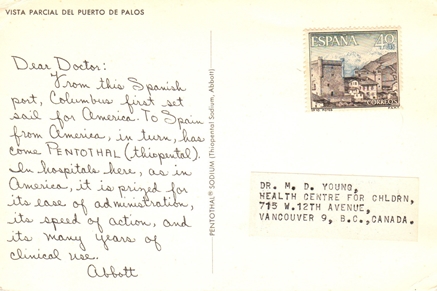 VISTA PARCIAL DEL PUERTO DE PALOS
Dear Doctor:
From this Spanish
port, Columbus first set
sail for America. To Spain
from America, in turn, has
come PENTOTHAL (thiopental).
In hospitals here, as in
America, it is prized for
its ease of administration,
its speed of action, and
its many years of
clinical use.
Abbott
PENTOTHAL® SODIUM (Thiopental Sodium, Abbott)
ESPAÑA
CORREOS
DR. M. D. YOUNG,
HEALTH CENTRE FOR CHLDRN,
715 W.12TH AVENUE,
VANCOUVER 9, B.C., CANADA.